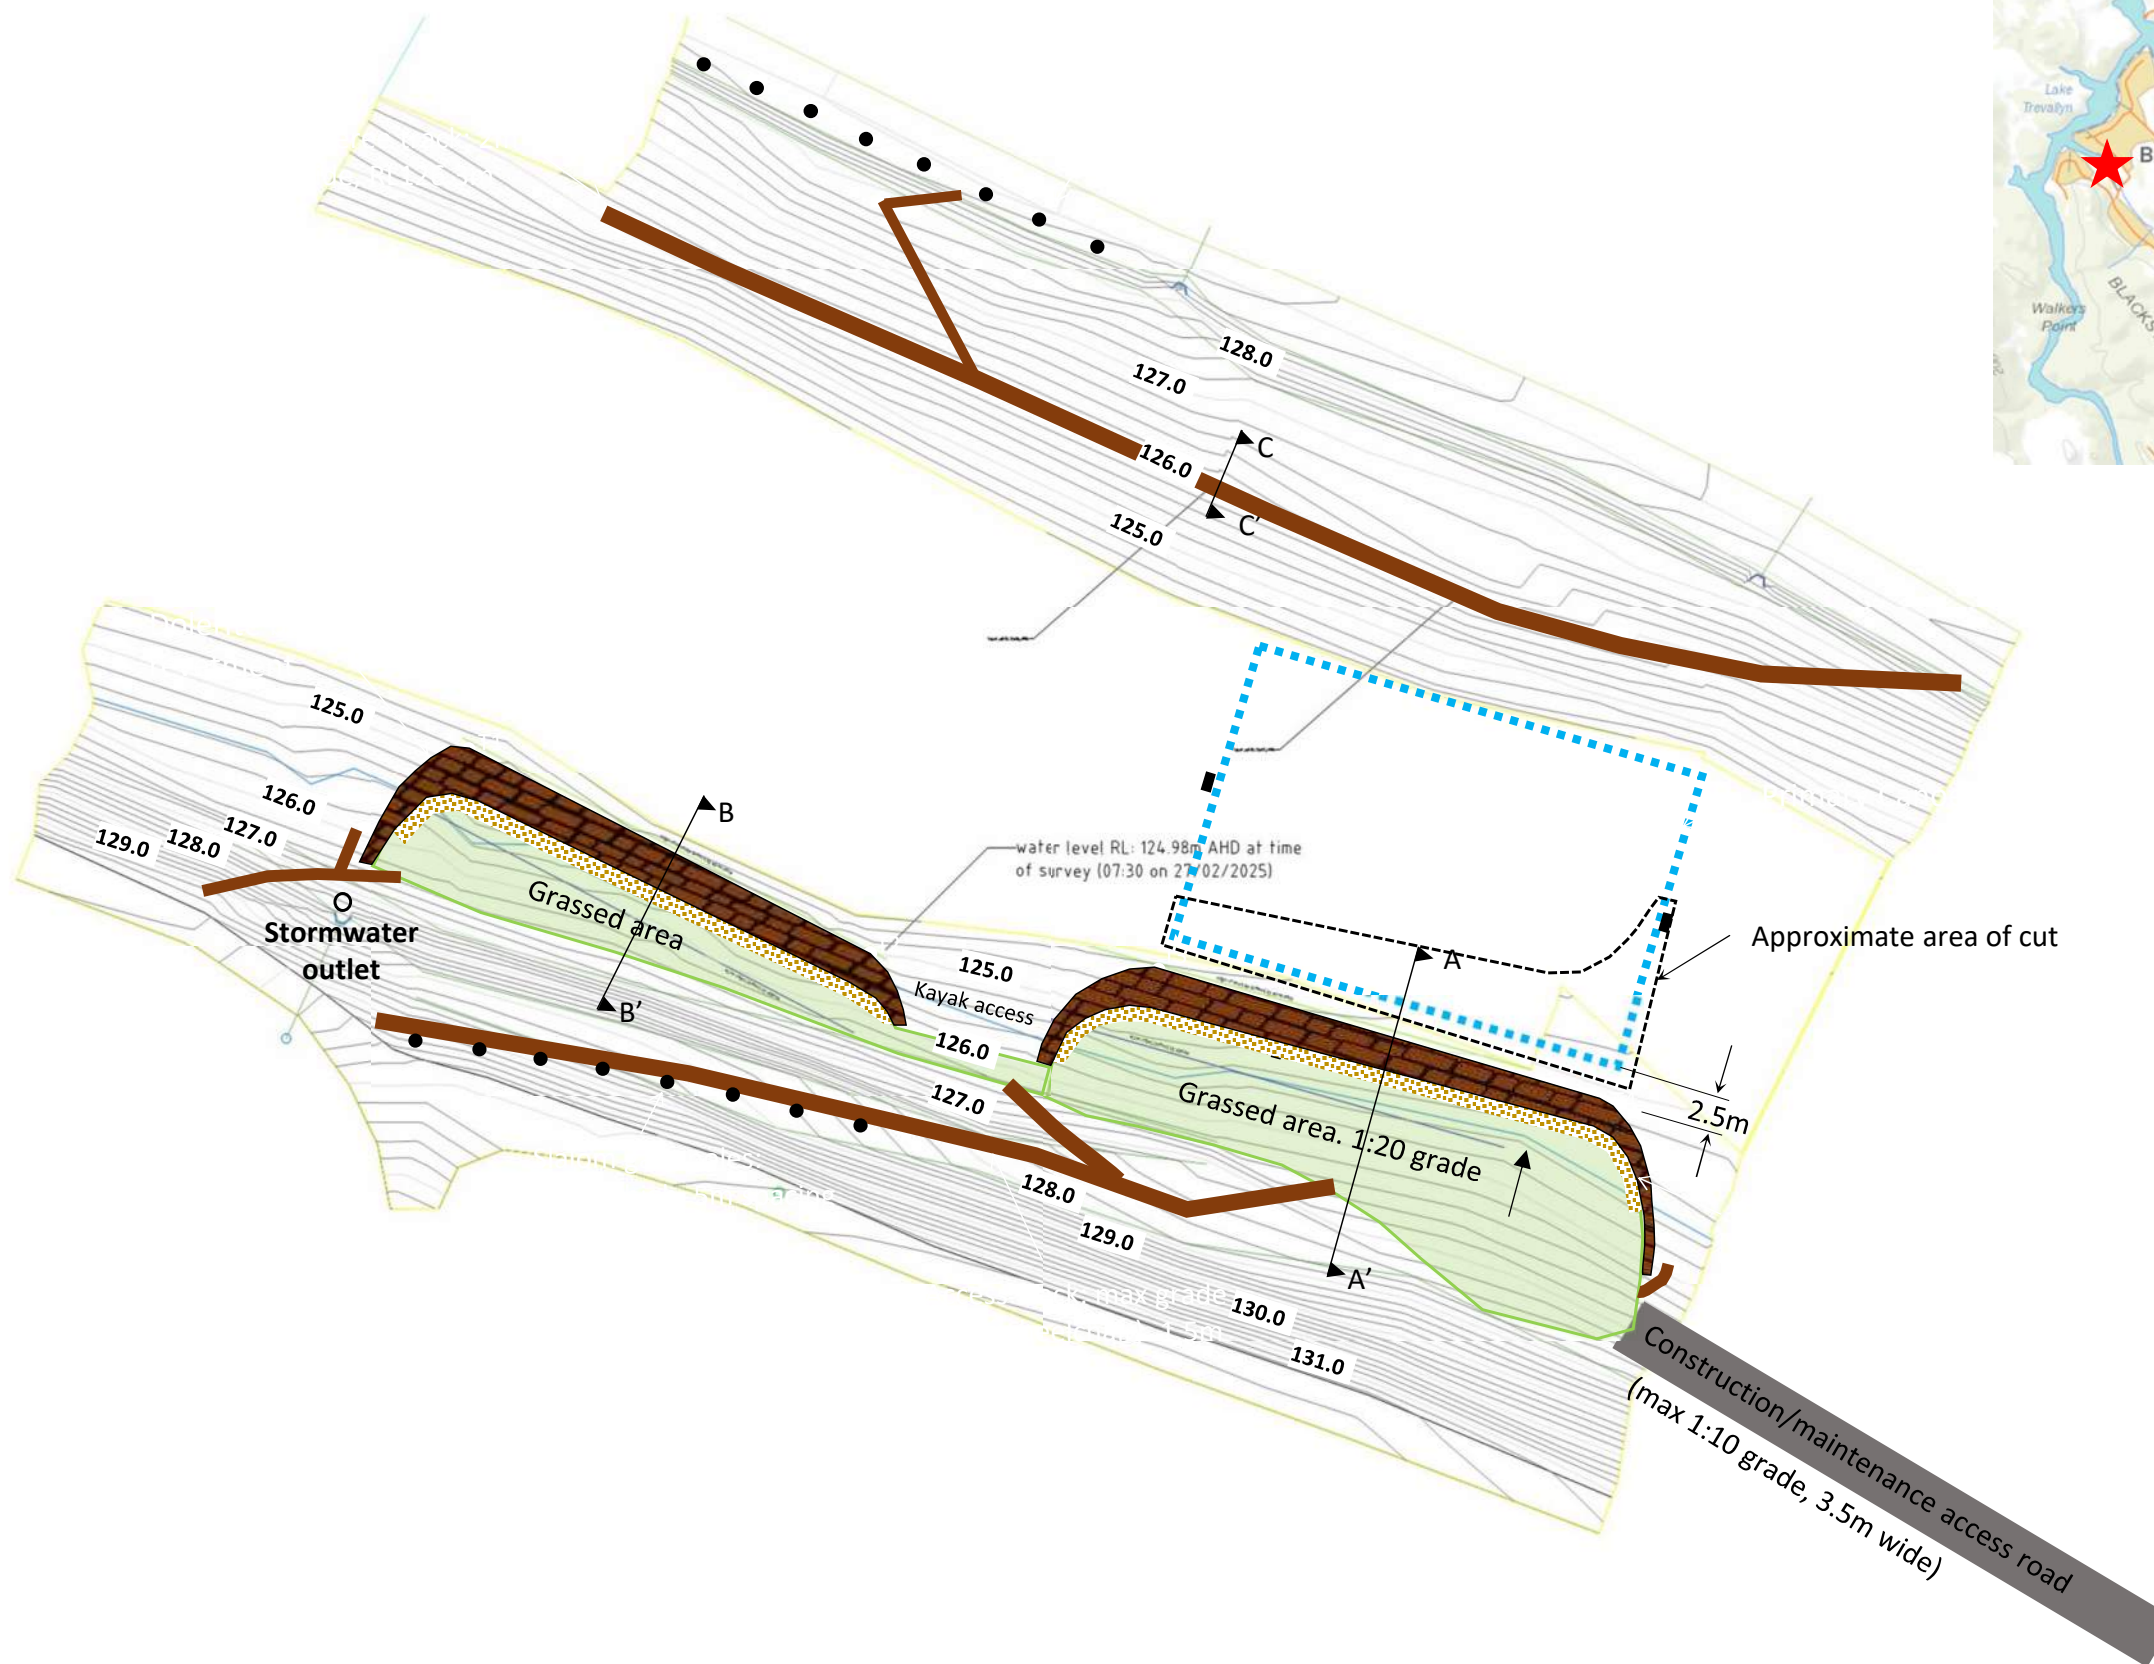 Lake
Trevallyn
B
Walkers
Point
BLACKS
128.0
127.0
126.0
C
C’
125.0
125.0
126.0
127.0
128.0
129.0
B
water level RL: 124.98m AHD at time
of survey (07:30 on 27/02/2025)
Grassed area
Stormwater
outlet
B’
125.0
Kayak access
126.0
127.0
A
Approximate area of cut
2.5m
Grassed area. 1:20 grade
128.0
129.0
A’
130.0
131.0
max grade
Construction/maintenance access road
(max 1:10 grade, 3.5m wide)